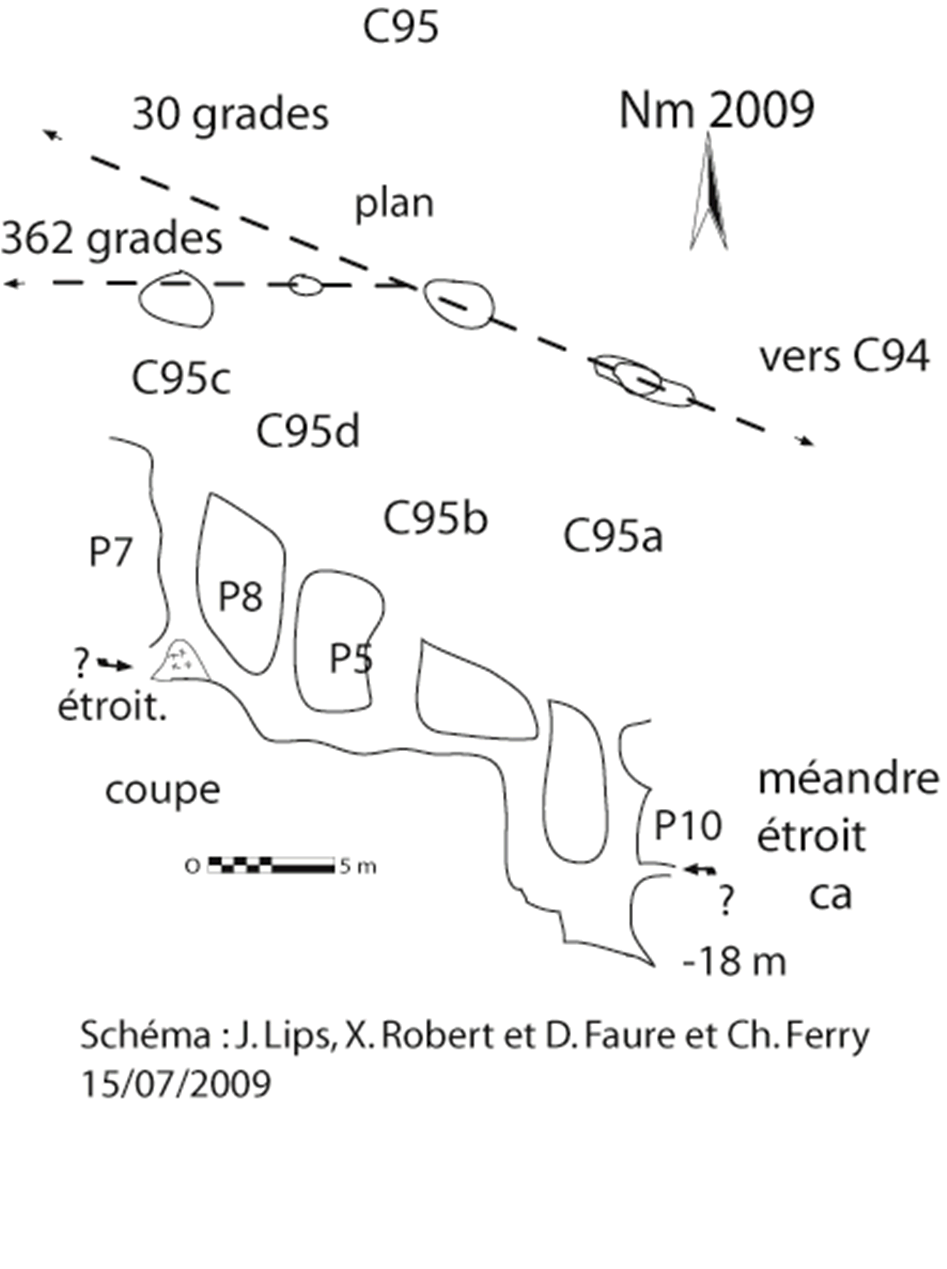 C95
30 grades
Nm 2009
plan
362 grades
vers C94
C95c
C95d
C95b
C95a
P7
P8
P5
?
étroit.
coupe
P10
méandre
étroit
ca
?
O 5 m
-18 m
Schéma : J. Lips, X. Robert et D. Faure et Ch. Ferry
15/07/2009